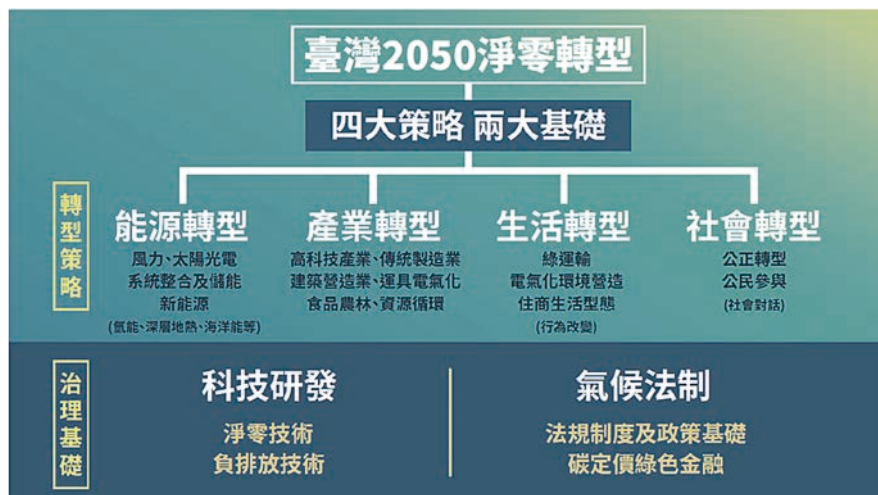 臺灣2050淨零轉型
四大策略 兩大基礎
轉型策略
能源轉型
風力、太陽光電
系統整合及儲能
新能源
(氫能、深層地熱、海洋能等)
產業轉型
高科技產業、傳統製造業
建築營造業、運具電氣化
食品農林、資源循環
生活轉型
綠運輸
電氣化環境營造
住商生活型態
(行為改變)
社會轉型
公正轉型
公民參與
(社會對話)
治理基礎
科技研發
淨零技術
負排放技術
氣候法制
法規制度及政策基礎
碳定價綠色金融